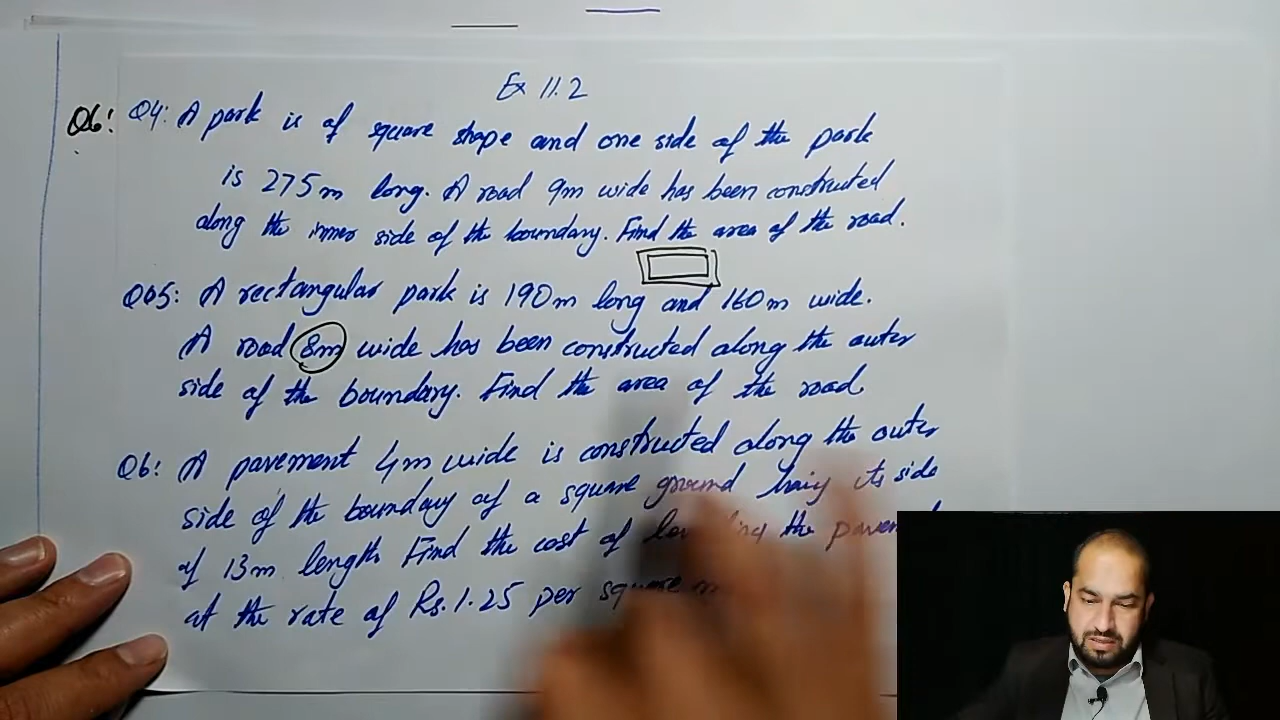 Ex 11.2
Q6! Q4: A park is of square shape and one side of the park
is 275m long. A road 9m wide has been constructed
along the inner side of the boundary. Find the area of the road.
Q05: A rectangular park is 190m long and 160m wide.
A road 8m wide has been constructed along the outer
side of the boundary. Find the area of the road
Q6: A pavement 4m wide is constructed along the outer
side of the boundary of a square ground its side
of 13m length Find the cost of the
at the rate of Rs. 1.25 per square